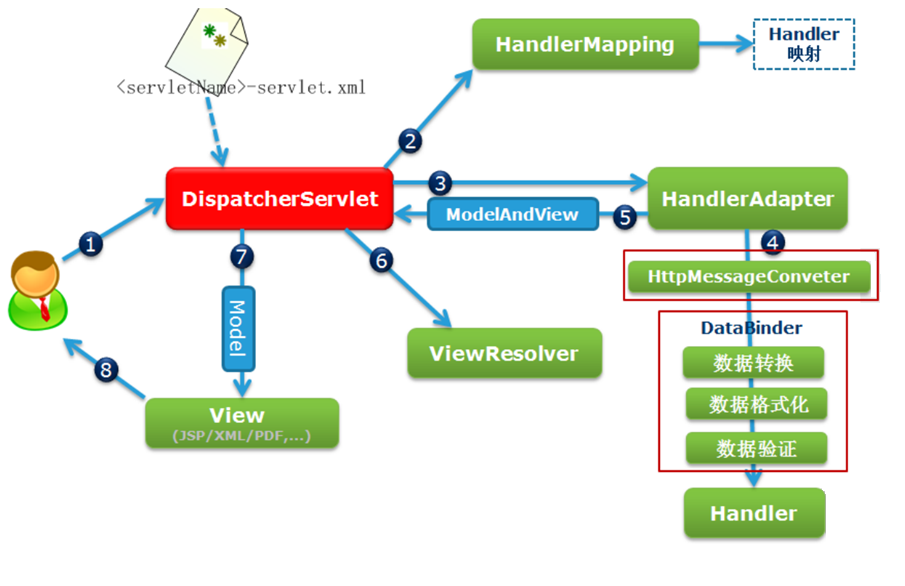 <servletName>-servlet.xml
HandlerMapping
Handler
映射
2
DispatcherServlet
3
HandlerAdapter
ModelAndView
5
1
7
6
4
HttpMessageConveter
Model
DataBinder
ViewResolver
数据转换
8
数据格式化
View
(JSP/XML/PDF,...)
数据验证
Handler